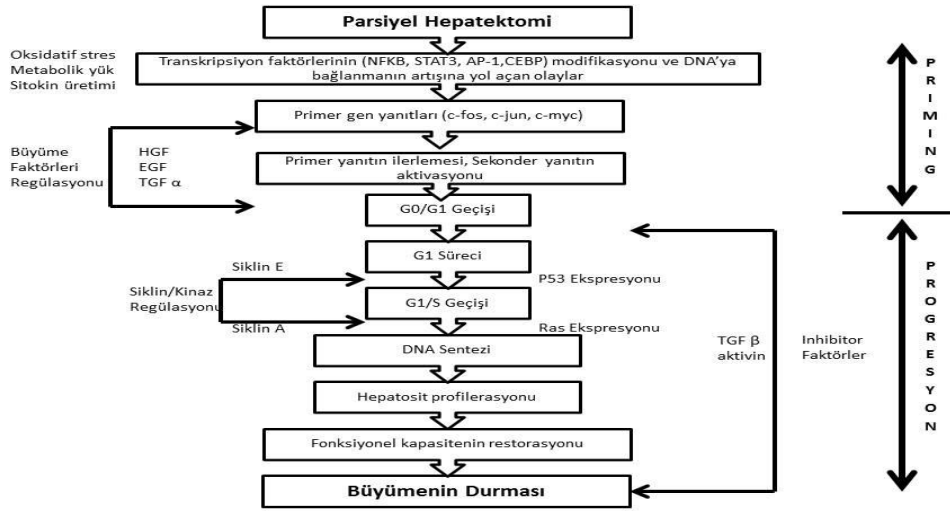 Parsiyel Hepatektomi
Oksidatif stres
Metabolik yük
Sitokin üretimi
Transkripsiyon faktörlerinin (NFKB, STAT3, AP-1,CEBP) modifikasyonu ve DNA'ya
bağlanmanın artışına yol açan olaylar
Primer gen yanıtları (c-fos, c-jun, c-myc)
Büyüme
Faktörleri
Regülasyonu
HGF
EGF
TGF α
Primer yanıtın ilerlemesi, Sekonder yanıtın
aktivasyonu
G0/G1 Geçişi
G1 Süreci
Siklin E
P53 Ekspresyonu
Siklin/Kinaz
Regülasyonu
G1/S Geçişi
Siklin A
Ras Ekspresyonu
DNA Sentezi
Hepatosit profilerasyonu
Fonksiyonel kapasitenin restorasyonu
Büyümenin Durması
TGF β
aktivin
Inhibitor
Faktörler
PRIMING
PROGRESYON